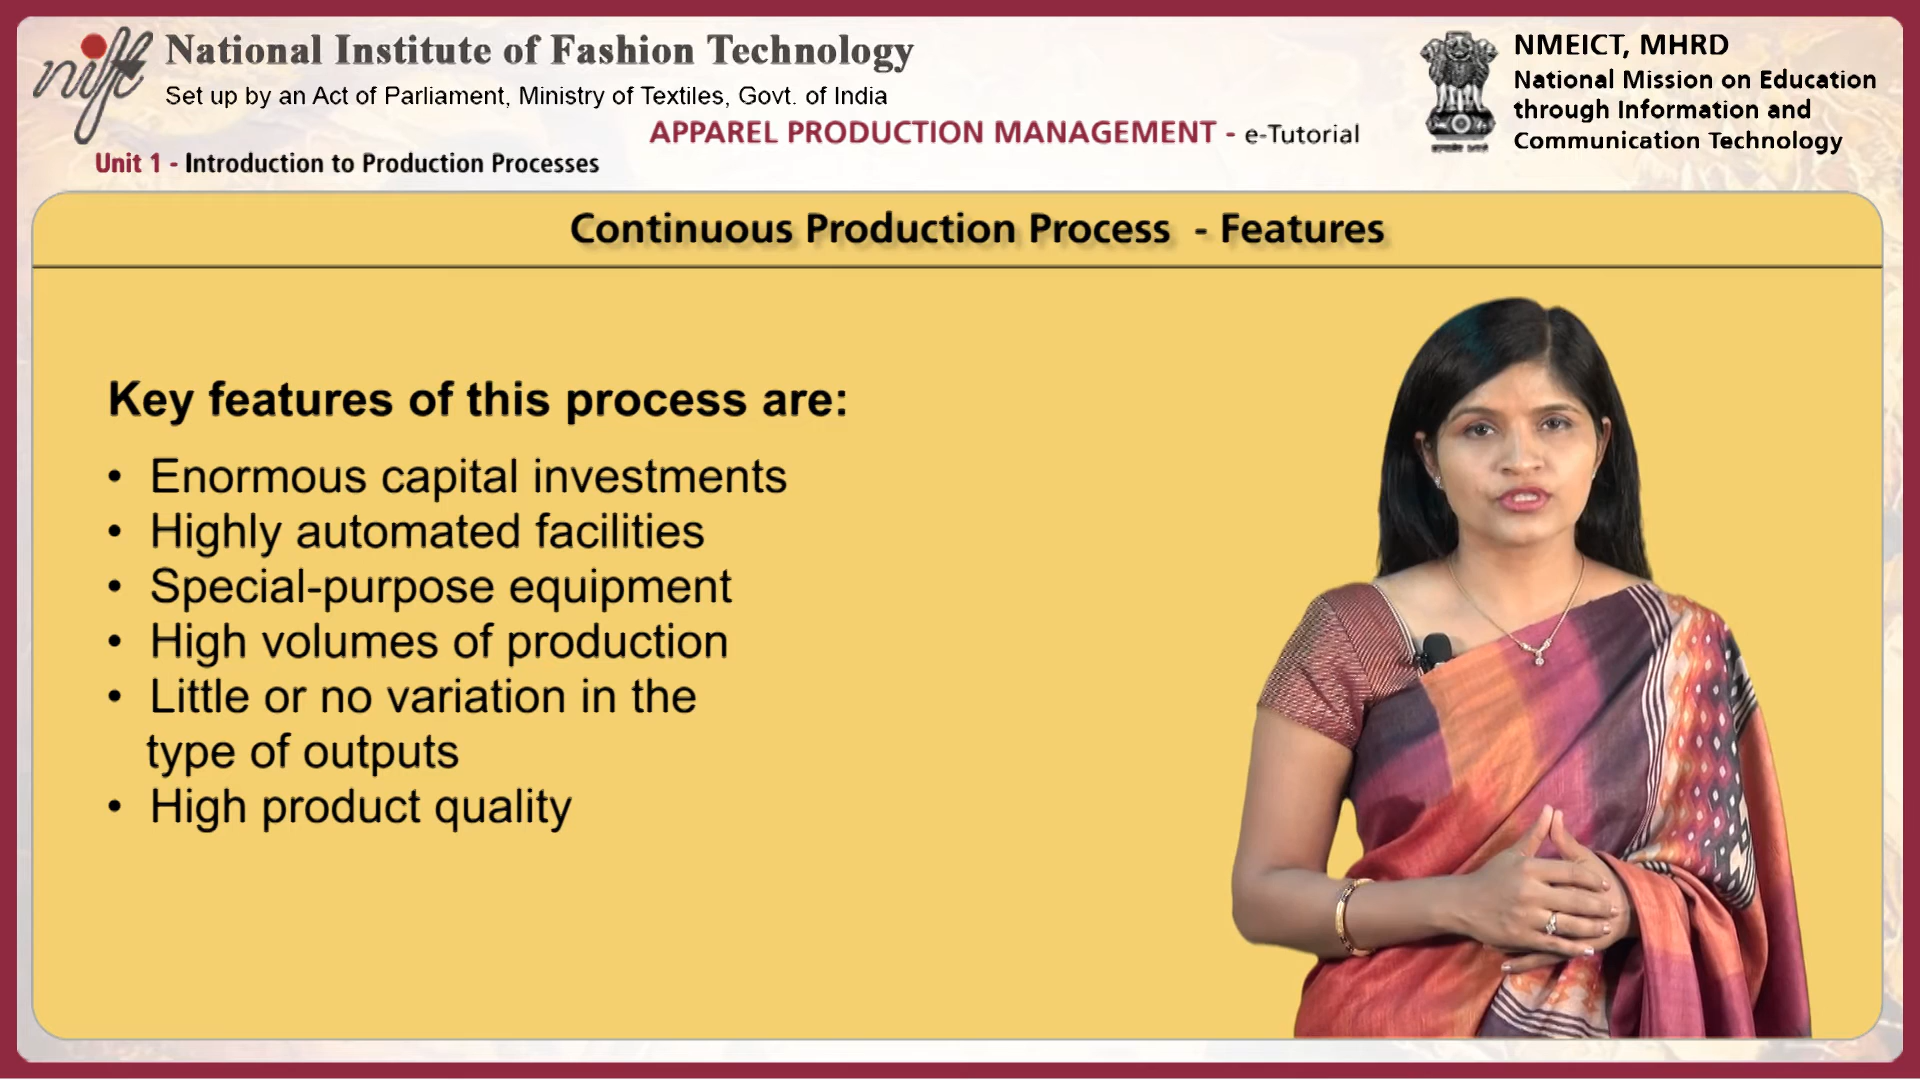 nift
National Institute of Fashion Technology
Set up by an Act of Parliament, Ministry of Textiles, Govt. of India
APPAREL PRODUCTION MANAGEMENT - e-Tutorial
Unit 1 - Introduction to Production Processes
NMEICT, MHRD
National Mission on Education
through Information and
Communication Technology
Continuous Production Process - Features
Key features of this process are:
• Enormous capital investments
• Highly automated facilities
• Special-purpose equipment
• High volumes of production
• Little or no variation in the
type of outputs
• High product quality